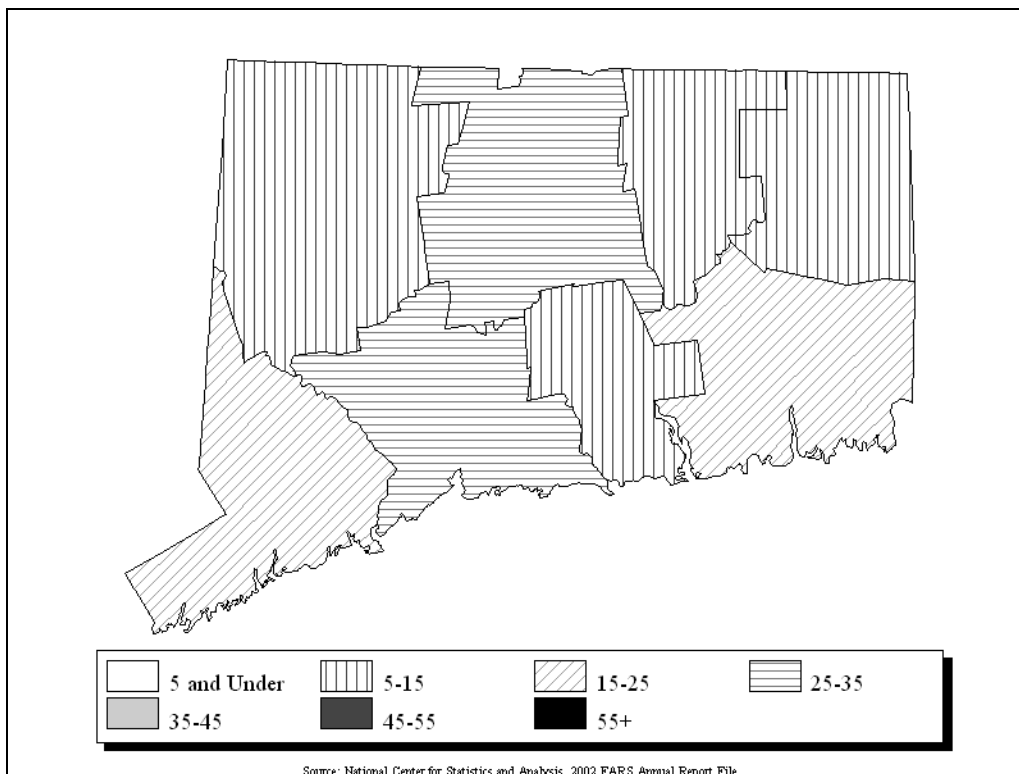 5 and Under 5-15 15-25 25-35
35-45 45-55 55+
Source: National Center for Statistics and Analysis, 2002 FARS Annual Report File